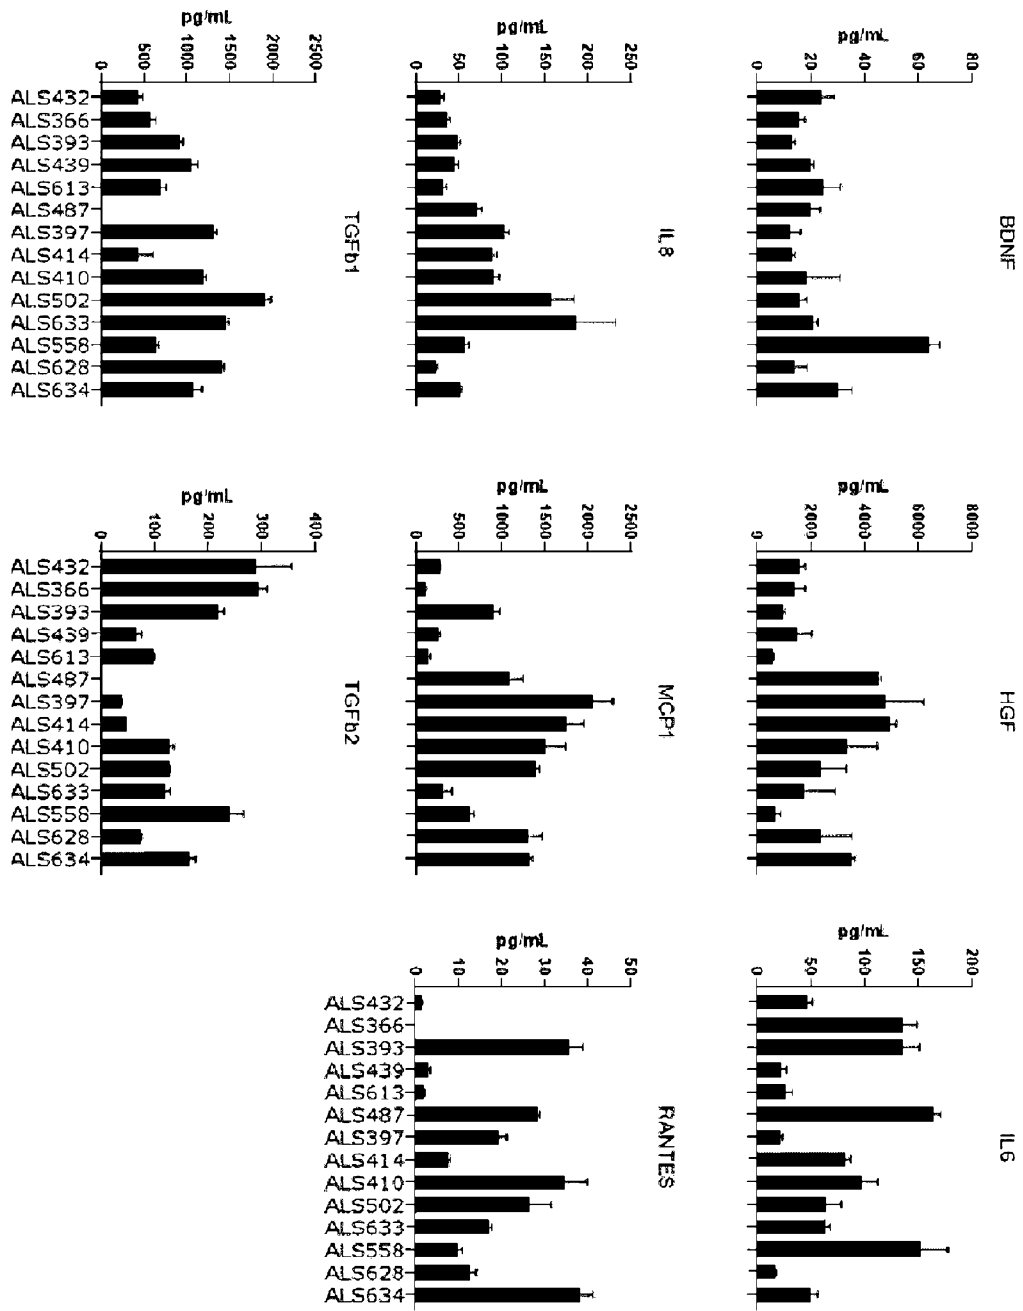 BDNF
pg/mL
0 20 40 60 80
HGF
pg/mL
0 2000 4000 6000 8000
IL6
pg/mL
0 50 100 150 200
IL8
pg/mL
0 50 100 150 200 250
MCP1
pg/mL
0 500 1000 1500 2000 2500
RANTES
pg/mL
0 10 20 30 40 50
ALS432
ALS366
ALS393
ALS439
ALS613
ALS487
ALS397
ALS414
ALS410
ALS502
ALS633
ALS558
ALS628
ALS634
TGFb1
pg/mL
0 500 1000 1500 2000 2500
ALS432
ALS366
ALS393
ALS439
ALS613
ALS487
ALS397
ALS414
ALS410
ALS502
ALS633
ALS558
ALS628
ALS634
TGFb2
pg/mL
0 100 200 300 400
ALS432
ALS366
ALS393
ALS439
ALS613
ALS487
ALS397
ALS414
ALS410
ALS502
ALS633
ALS558
ALS628
ALS634